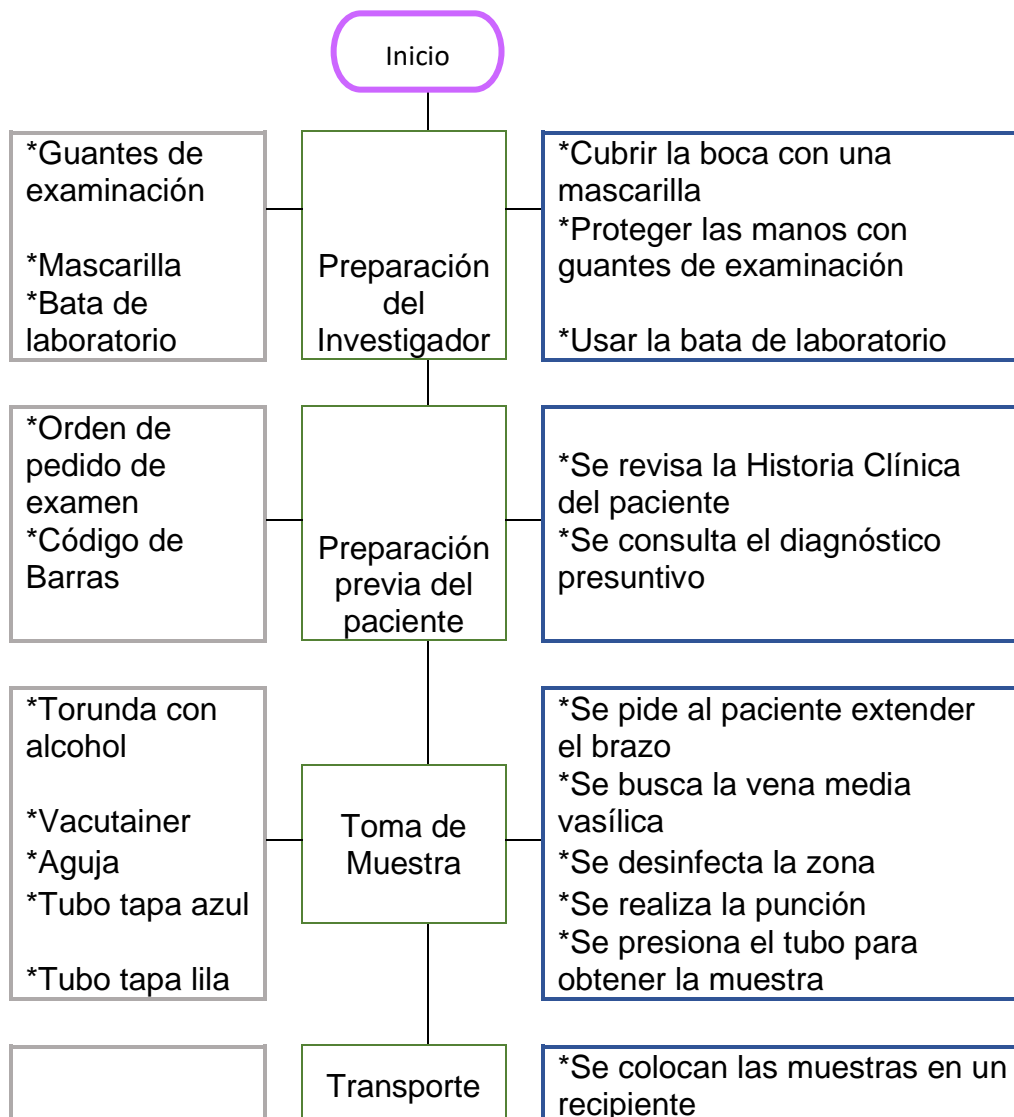 Inicio
*Guantes de
examinación
*Mascarilla
*Bata de
laboratorio
Preparación
del
Investigador
*Cubrir la boca con una
mascarilla
*Proteger las manos con
guantes de examinación
*Usar la bata de laboratorio
*Orden de
pedido de
examen
*Código de
Barras
Preparación
previa del
paciente
*Se revisa la Historia Clínica
del paciente
*Se consulta el diagnóstico
presuntivo
*Torunda con
alcohol
*Vacutainer
*Aguja
*Tubo tapa azul
*Tubo tapa lila
Toma de
Muestra
*Se pide al paciente extender
el brazo
*Se busca la vena media
vasílica
*Se desinfecta la zona
*Se realiza la punción
*Se presiona el tubo para
obtener la muestra
Transporte
*Se colocan las muestras en un
recipiente